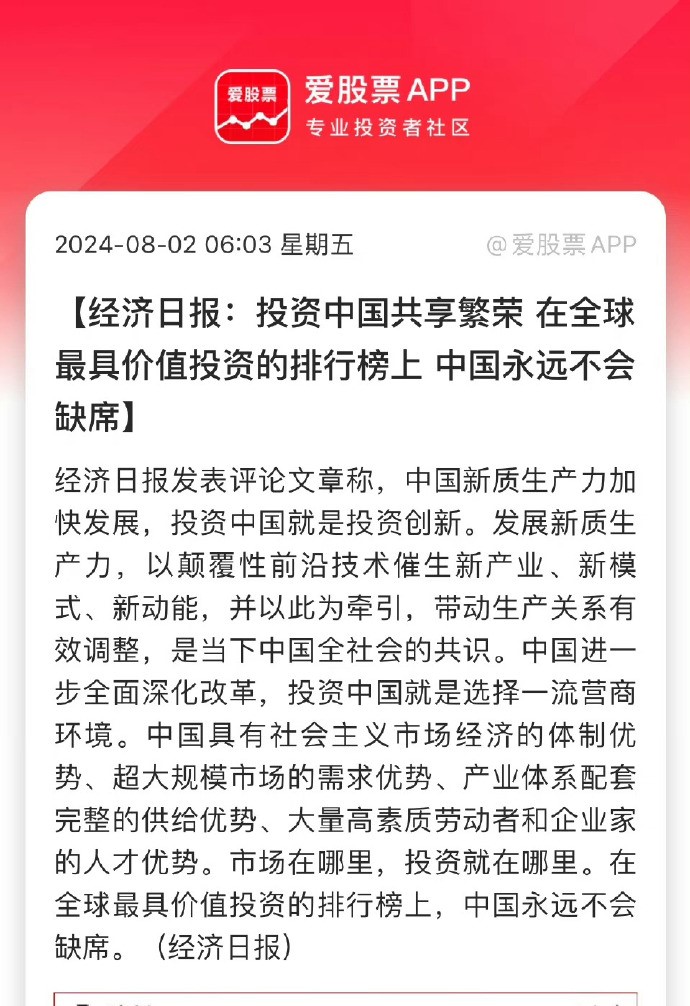 爱股票
爱股票APP
专业投资者社区
2024-08-02 06:03 星期五
@爱股票APP
【经济日报：投资中国共享繁荣 在全球
最具价值投资的排行榜上 中国永远不会
缺席】
经济日报发表评论文章称，中国新质生产力加
快发展，投资中国就是投资创新。发展新质生
产力，以颠覆性前沿技术催生新产业、新模
式、新动能，并以此为牵引，带动生产关系有
效调整，是当下中国全社会的共识。中国进一
步全面深化改革，投资中国就是选择一流营商
环境。中国具有社会主义市场经济的体制优
势、超大规模市场的需求优势、产业体系配套
完整的供给优势、大量高素质劳动者和企业家
的人才优势。市场在哪里，投资就在哪里。在
全球最具价值投资的排行榜上，中国永远不会
缺席。（经济日报）